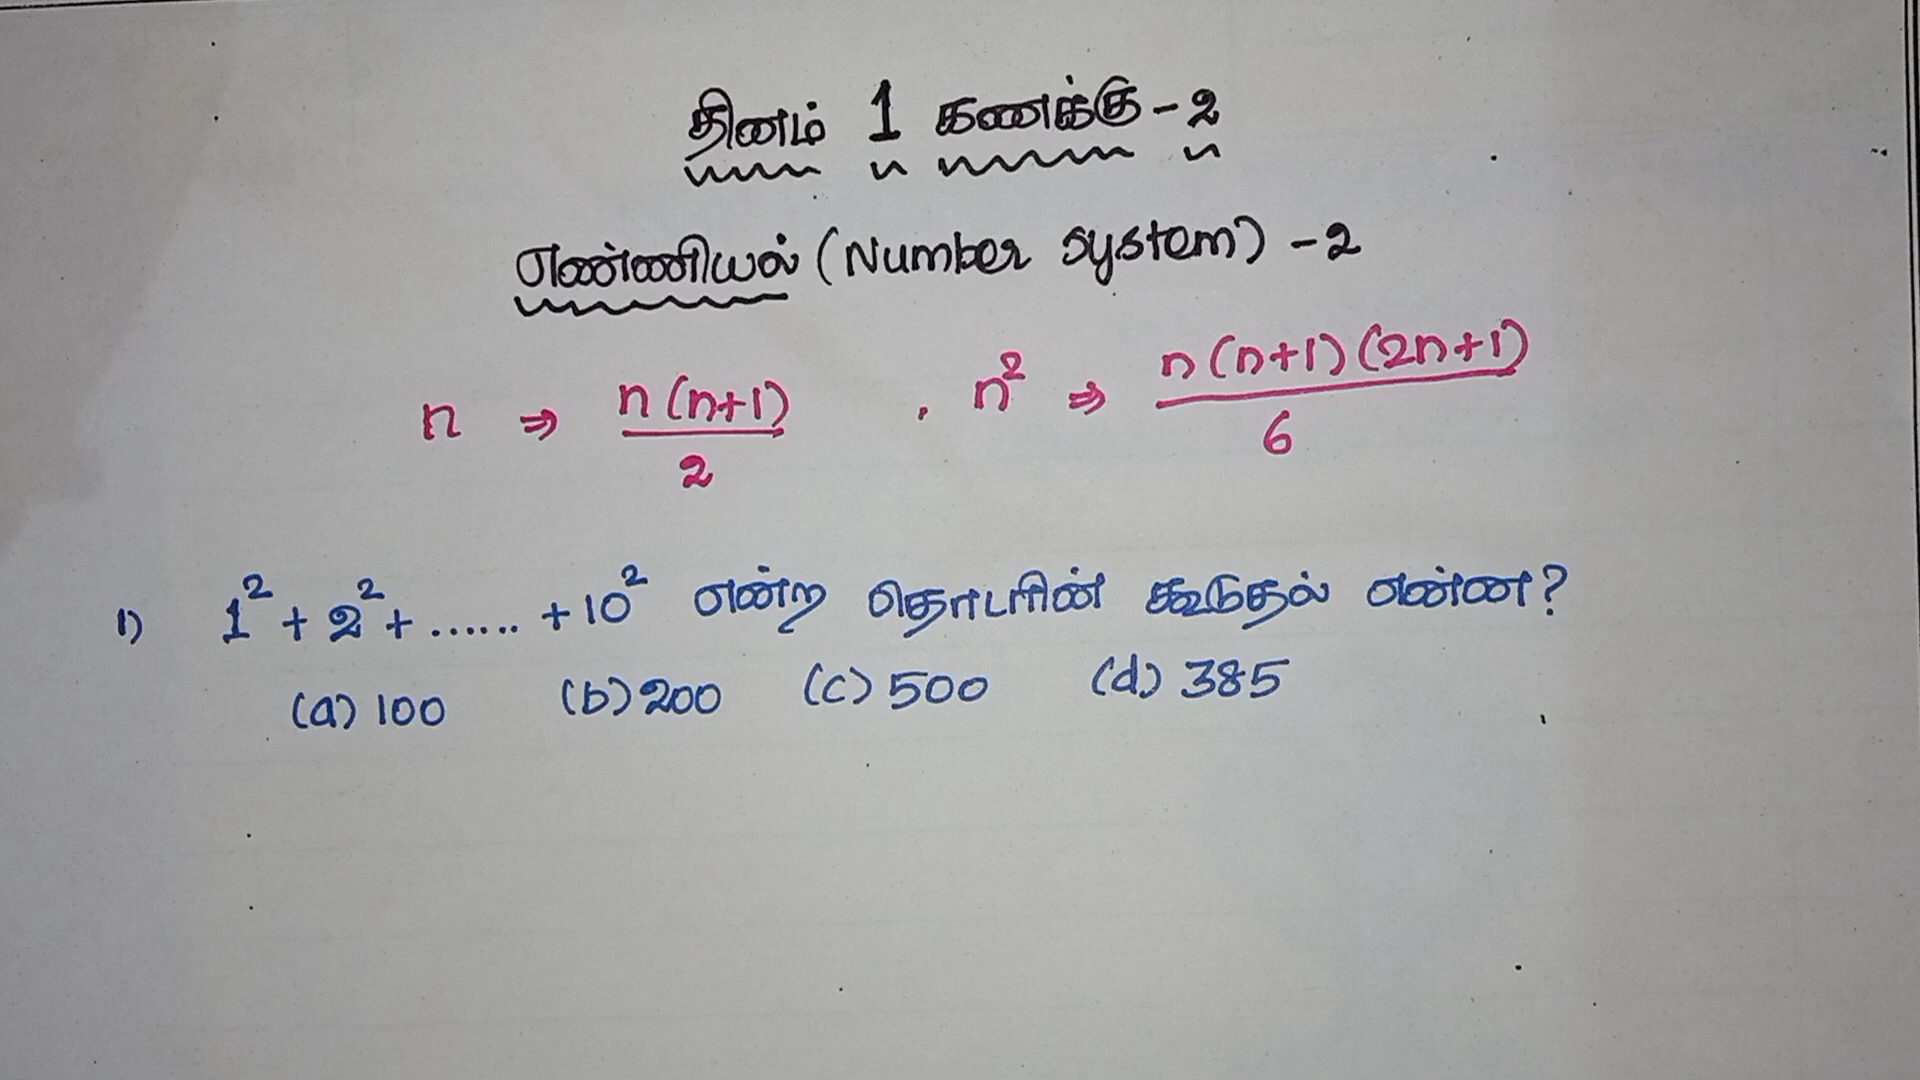 தினம் 1 கணக்கு - 2
எண்ணியல் (Number system) - 2
n ⇒ n(n+1)/2 , n² ⇒ n(n+1)(2n+1)/6
1) 1² + 2² + ...... + 10² என்ற தொடரின் கூடுதல் என்ன?
(a) 100 (b) 200 (c) 500 (d) 385